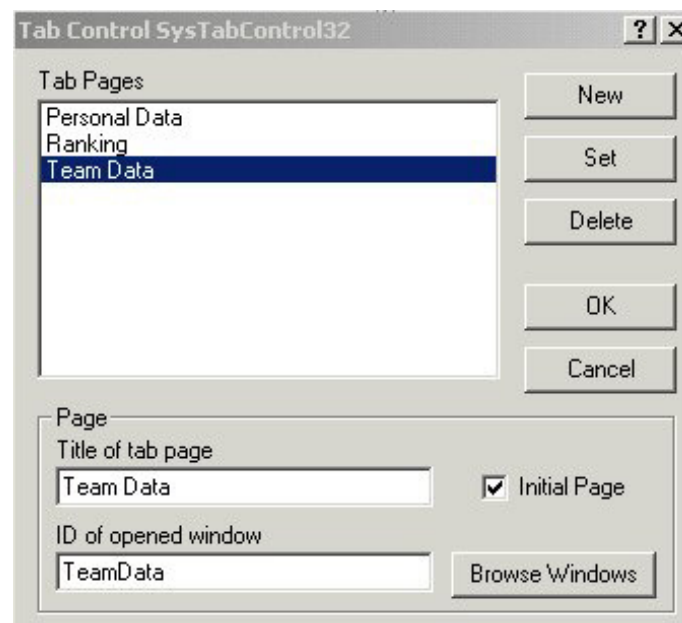 Tab Control SysTabControl32
Tab Pages
Personal Data
Ranking
Team Data
New
Set
Delete
OK
Cancel
Page
Title of tab page
Team Data
Initial Page
ID of opened window
TeamData
Browse Windows